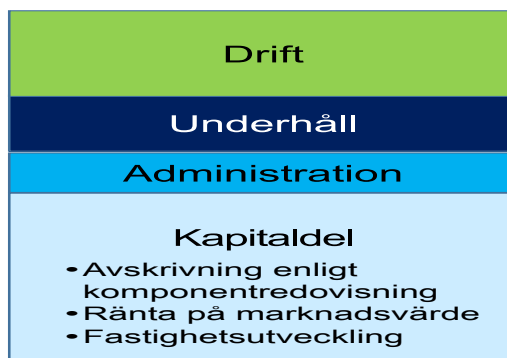 Drift
Underhåll
Administration
Kapitaldel
• Avskrivning enligt
komponentredovisning
• Ränta på marknadsvärde
• Fastighetsutveckling